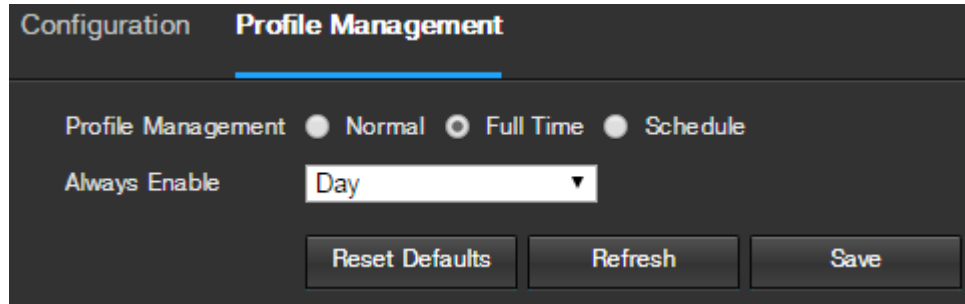 Configuration Profile Management
Profile Management Normal Full Time Schedule
Always Enable Day
Reset Defaults Refresh Save